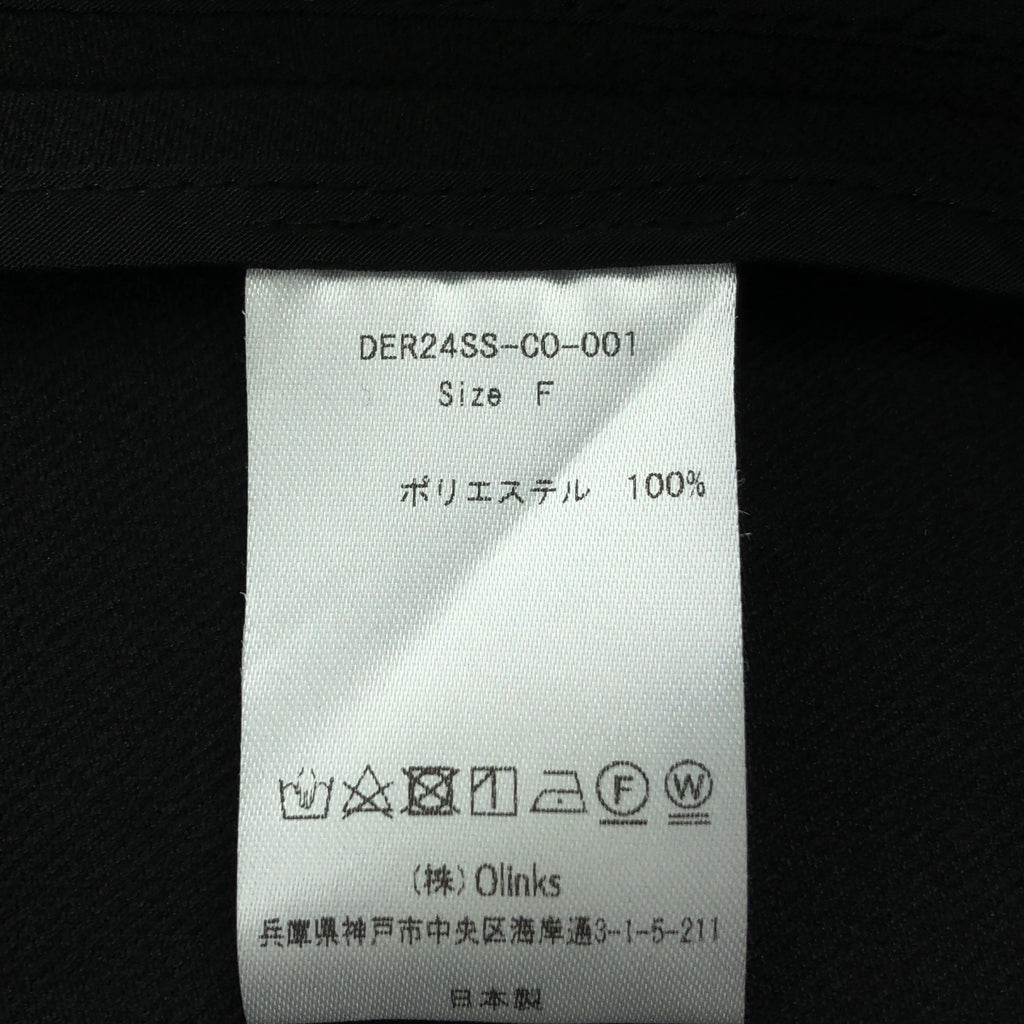 DER24SS-CO-001
Size F
ポリエステル 100%
F W
(株)Olinks
兵庫県神戸市中央区海岸通3-1-5-211
日本製